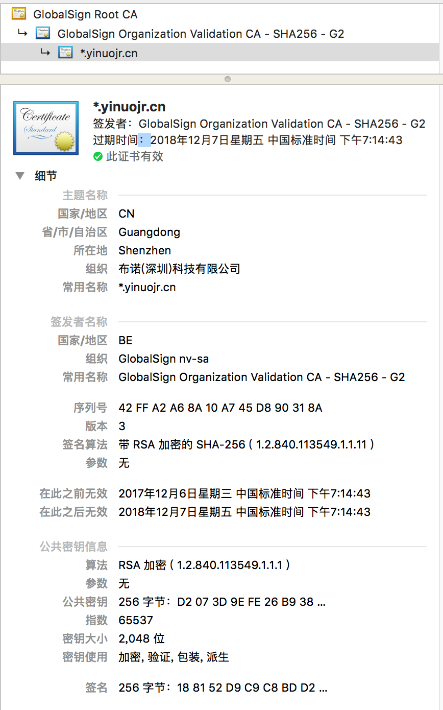 GlobalSign Root CA
GlobalSign Organization Validation CA - SHA256 - G2
*.yinuojr.cn
Certificate
Standard
*.yinuojr.cn
签发者：GlobalSign Organization Validation CA - SHA256 - G2
过期时间：2018年12月7日星期五 中国标准时间 下午7:14:43
此证书有效
细节
主题名称
国家/地区 CN
省/市/自治区 Guangdong
所在地 Shenzhen
组织 布诺(深圳)科技有限公司
常用名称 *.yinuojr.cn
签发者名称
国家/地区 BE
组织 GlobalSign nv-sa
常用名称 GlobalSign Organization Validation CA - SHA256 - G2
序列号 42 FF A2 A6 8A 10 A7 45 D8 90 31 8A
版本 3
签名算法 带 RSA 加密的 SHA-256 ( 1.2.840.113549.1.1.11 )
参数 无
在此之前无效 2017年12月6日星期三 中国标准时间 下午7:14:43
在此之后无效 2018年12月7日星期五 中国标准时间 下午7:14:43
公共密钥信息
算法 RSA 加密 ( 1.2.840.113549.1.1.1 )
参数 无
公共密钥 256 字节：D2 07 3D 9E FE 26 B9 38 ...
指数 65537
密钥大小 2,048 位
密钥使用 加密, 验证, 包装, 派生
签名 256 字节：18 81 52 D9 C9 C8 BD D2 ...